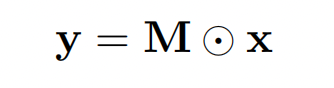 𝐲 = 𝐌 ⊙ 𝐱